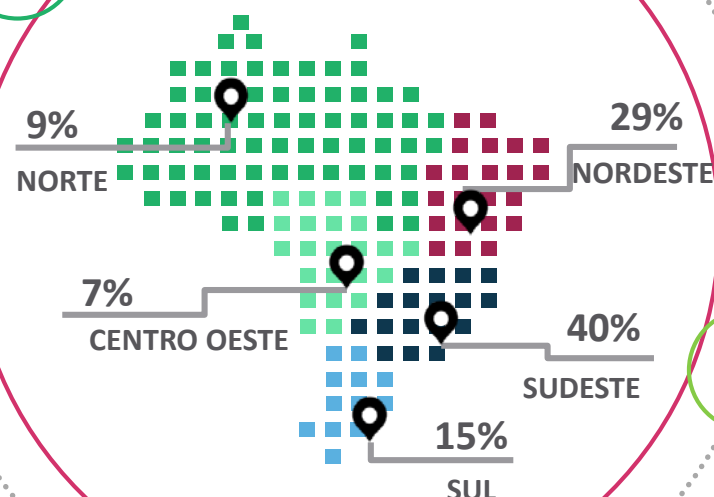 9%
NORTE
29%
NORDESTE
7%
CENTRO OESTE
40%
SUDESTE
15%
SUL